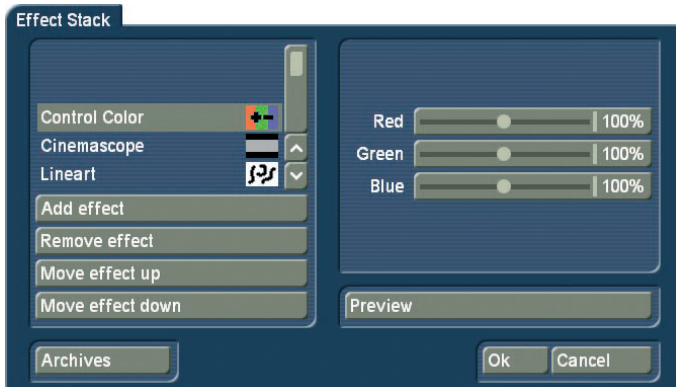 Effect Stack
Control Color
Cinemascope
Lineart
Add effect
Remove effect
Move effect up
Move effect down
Red 100%
Green 100%
Blue 100%
Preview
Archives
Ok
Cancel